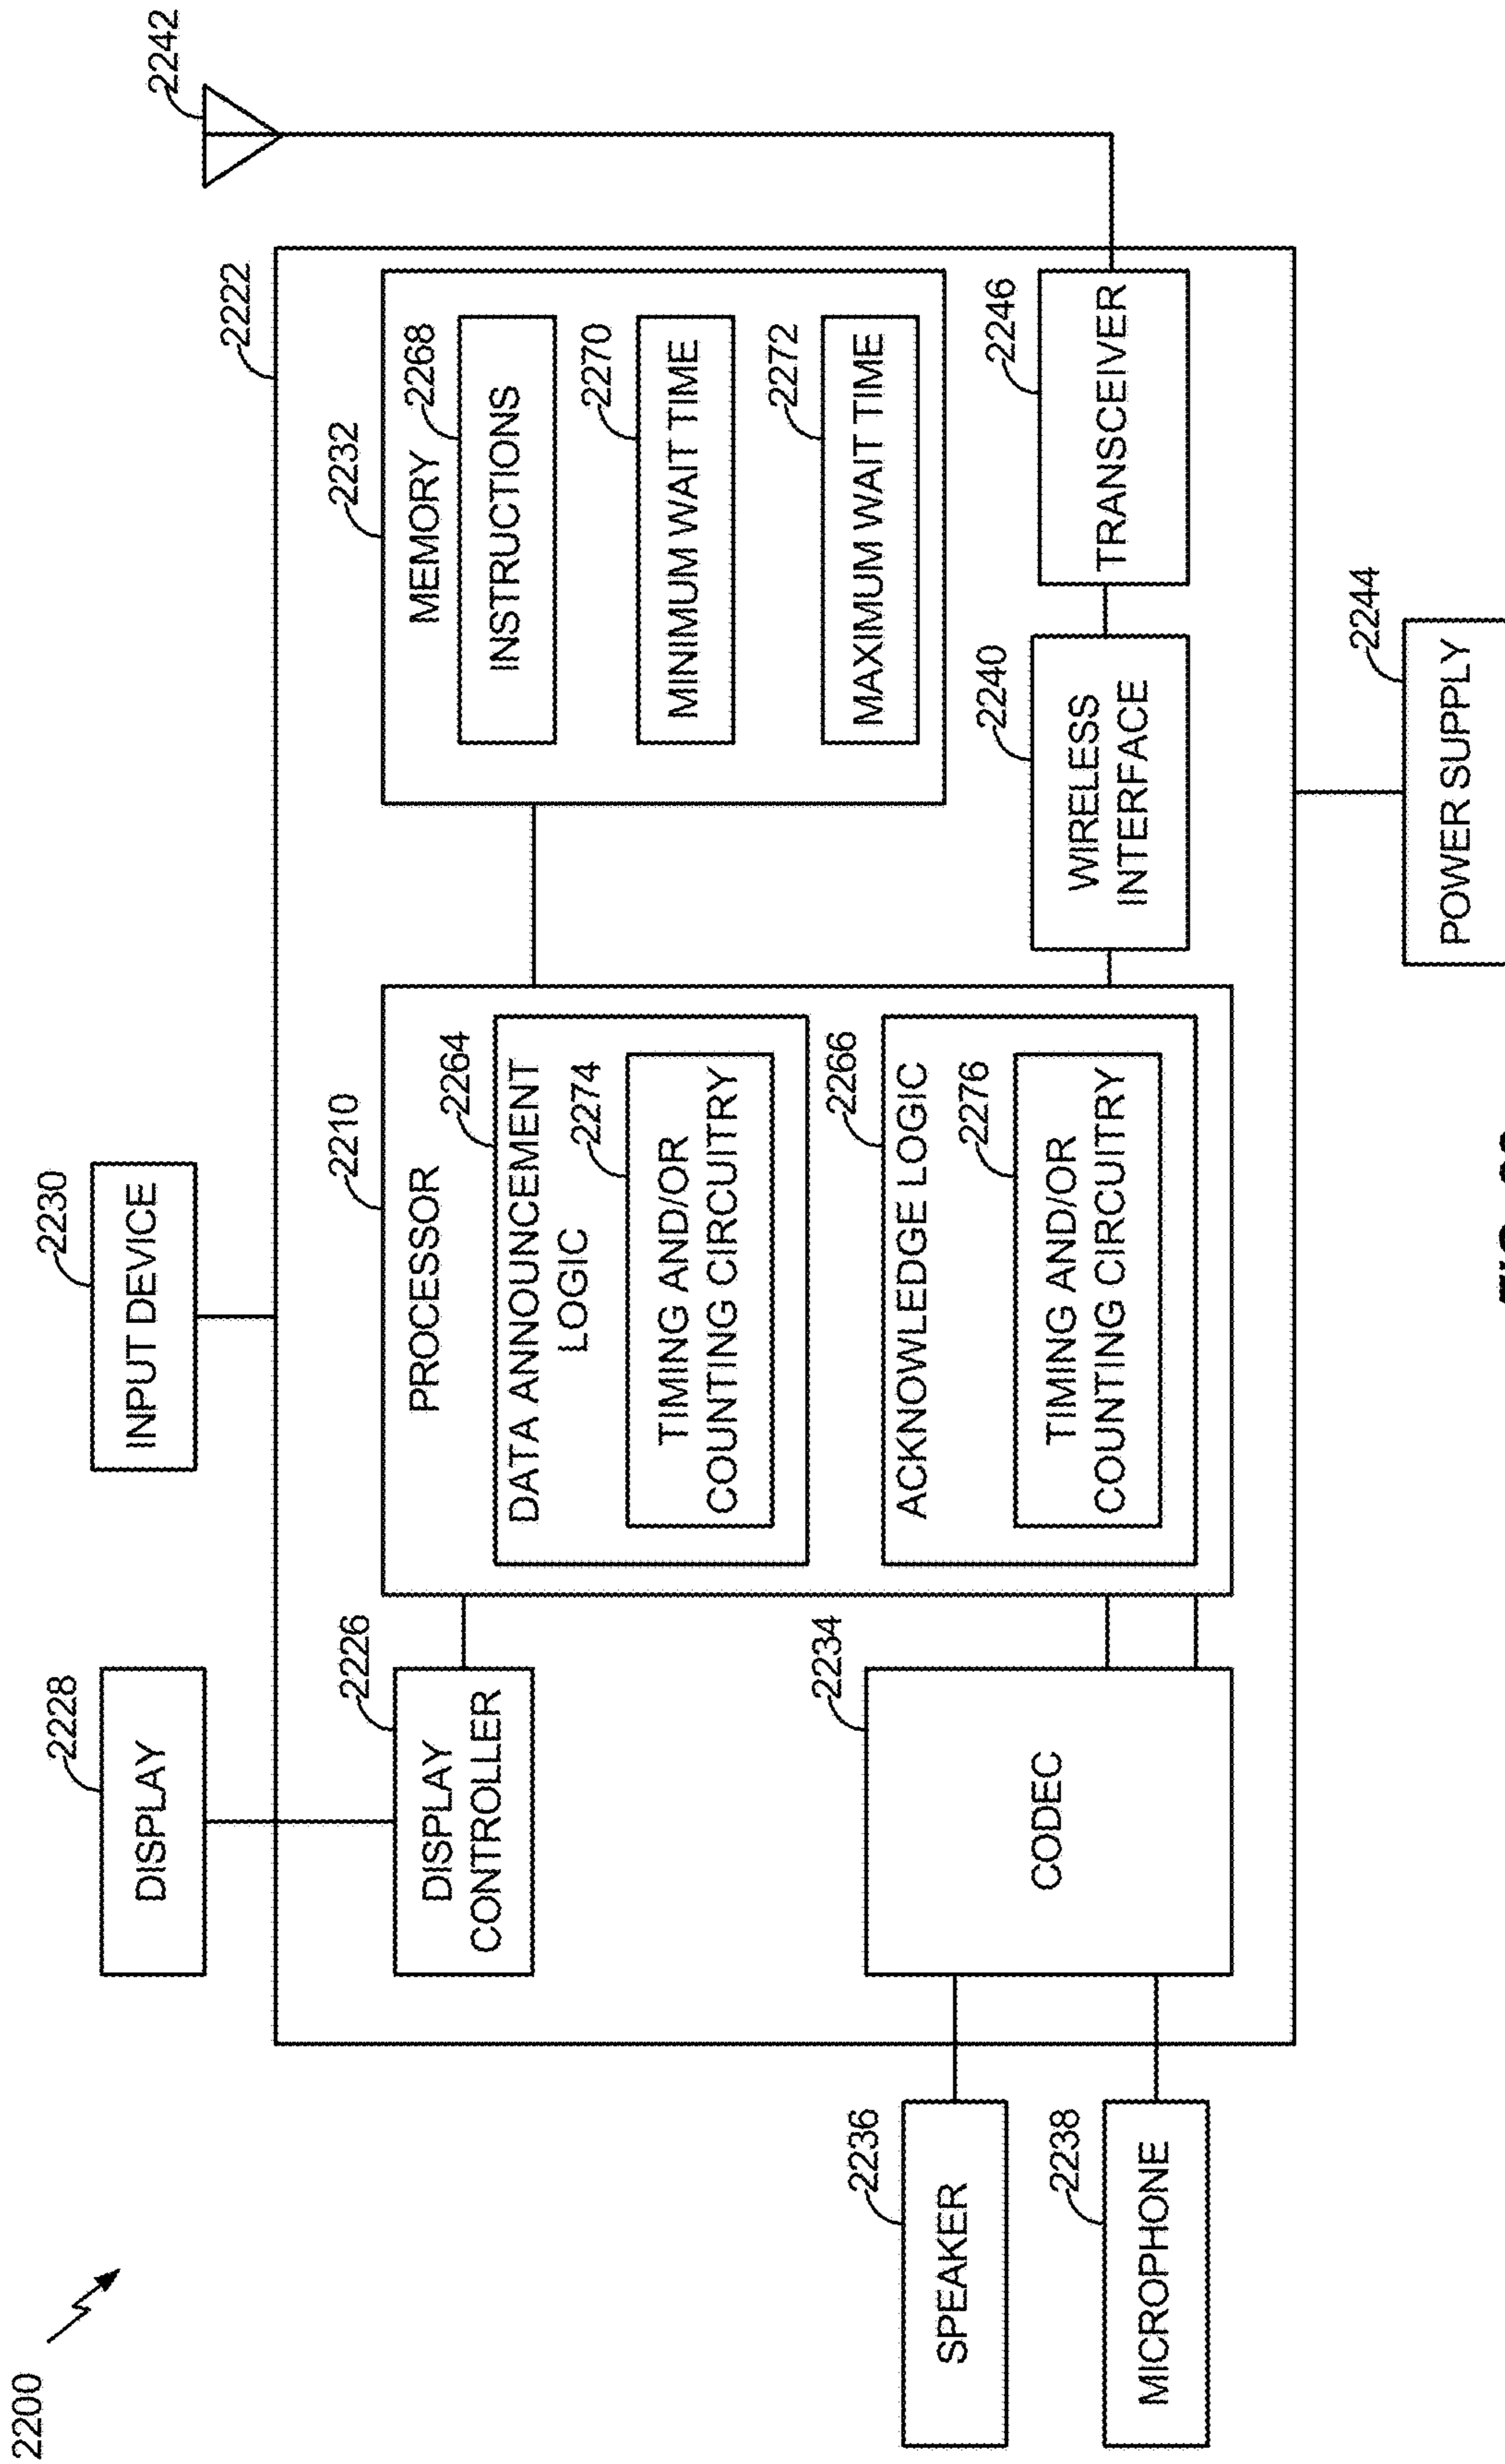 2200
2228
DISPLAY
2230
INPUT DEVICE
2242
2222
2226
DISPLAY
CONTROLLER
2210
PROCESSOR
2264
DATA ANNOUNCEMENT
LOGIC
2274
TIMING AND/OR
COUNTING CIRCUITRY
2266
ACKNOWLEDGE LOGIC
2276
TIMING AND/OR
COUNTING CIRCUITRY
2232
MEMORY
2268
INSTRUCTIONS
2270
MINIMUM WAIT TIME
2272
MAXIMUM WAIT TIME
2236
SPEAKER
2238
MICROPHONE
2234
CODEC
2240
WIRELESS
INTERFACE
2246
TRANSCEIVER
2244
POWER SUPPLY